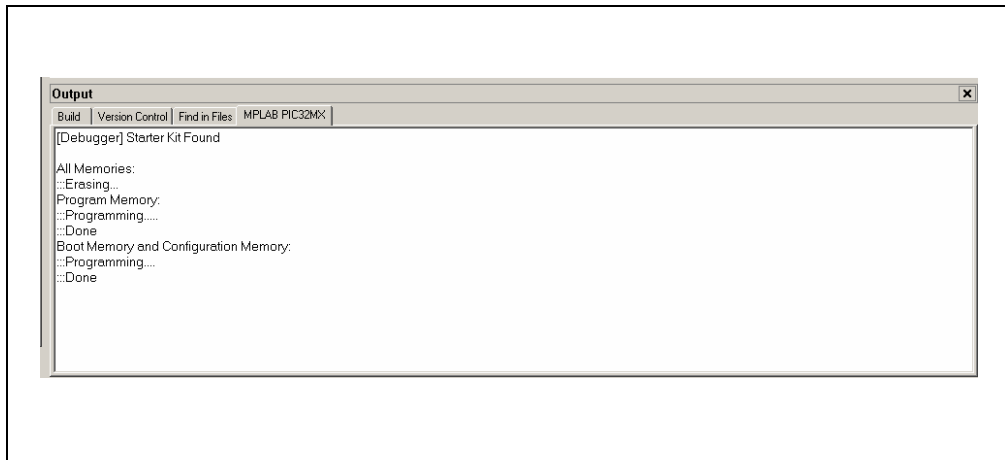 Output
Build Version Control Find in Files MPLAB PIC32MX
[Debugger] Starter Kit Found
All Memories:
:::Erasing...
Program Memory:
:::Programming.....
:::Done
Boot Memory and Configuration Memory:
:::Programming....
:::Done